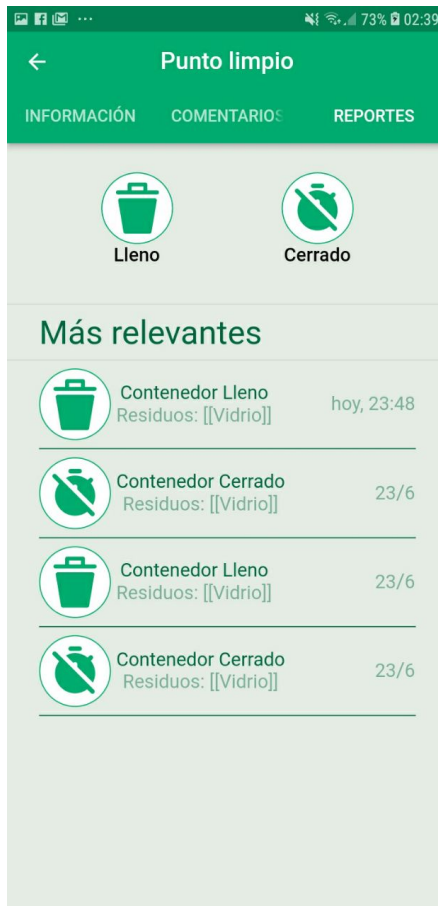 73% 02:39
Punto limpio
INFORMACIÓN COMENTARIOS REPORTES
Lleno Cerrado
Más relevantes
Contenedor Lleno
Residuos: [[Vidrio]]
hoy, 23:48
Contenedor Cerrado
Residuos: [[Vidrio]]
23/6
Contenedor Lleno
Residuos: [[Vidrio]]
23/6
Contenedor Cerrado
Residuos: [[Vidrio]]
23/6